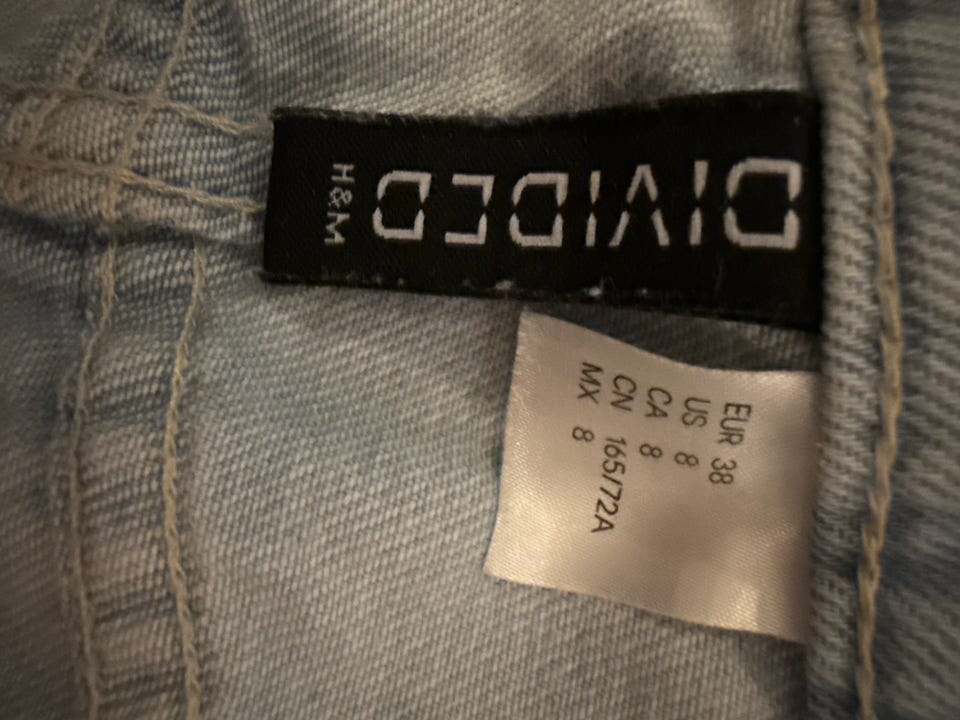 DIVIDED
H&M
EUR 38
US 8
CA 8
CN 165/72A
MX 8